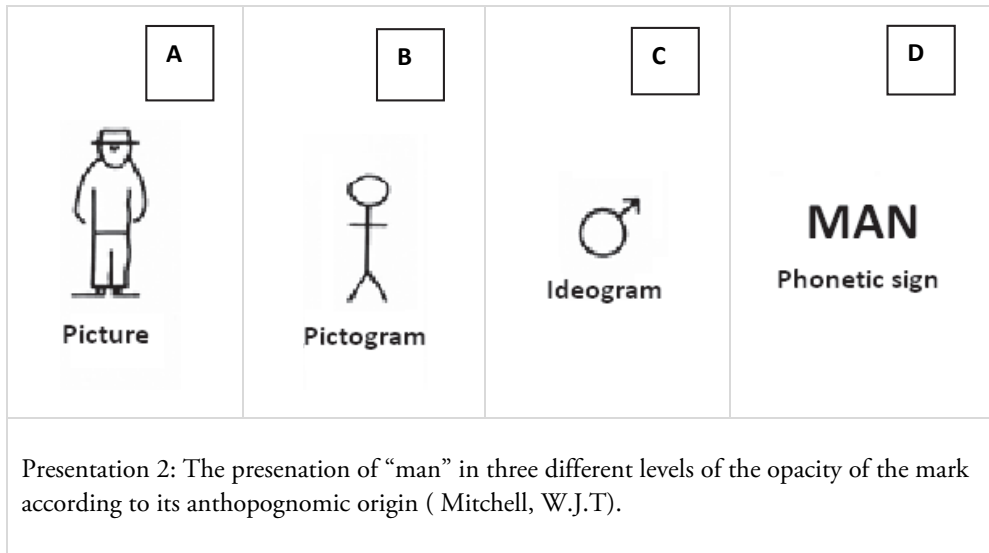 A
B
C
D
Picture
Pictogram
Ideogram
MAN
Phonetic sign
Presentation 2: The presenation of “man” in three different levels of the opacity of the mark
according to its anthopognomic origin ( Mitchell, W.J.T).